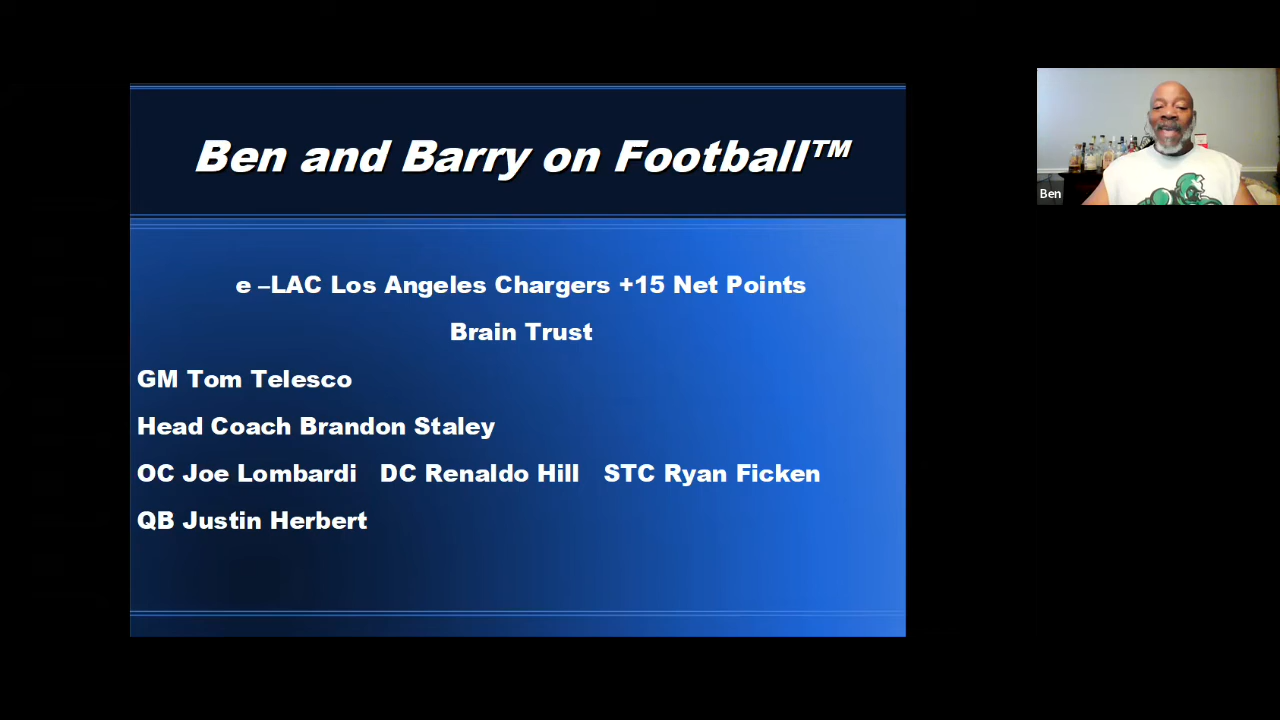 Ben and Barry on Football™
e –LAC Los Angeles Chargers +15 Net Points
Brain Trust
GM Tom Telesco
Head Coach Brandon Staley
OC Joe Lombardi   DC Renaldo Hill   STC Ryan Ficken
QB Justin Herbert
Ben